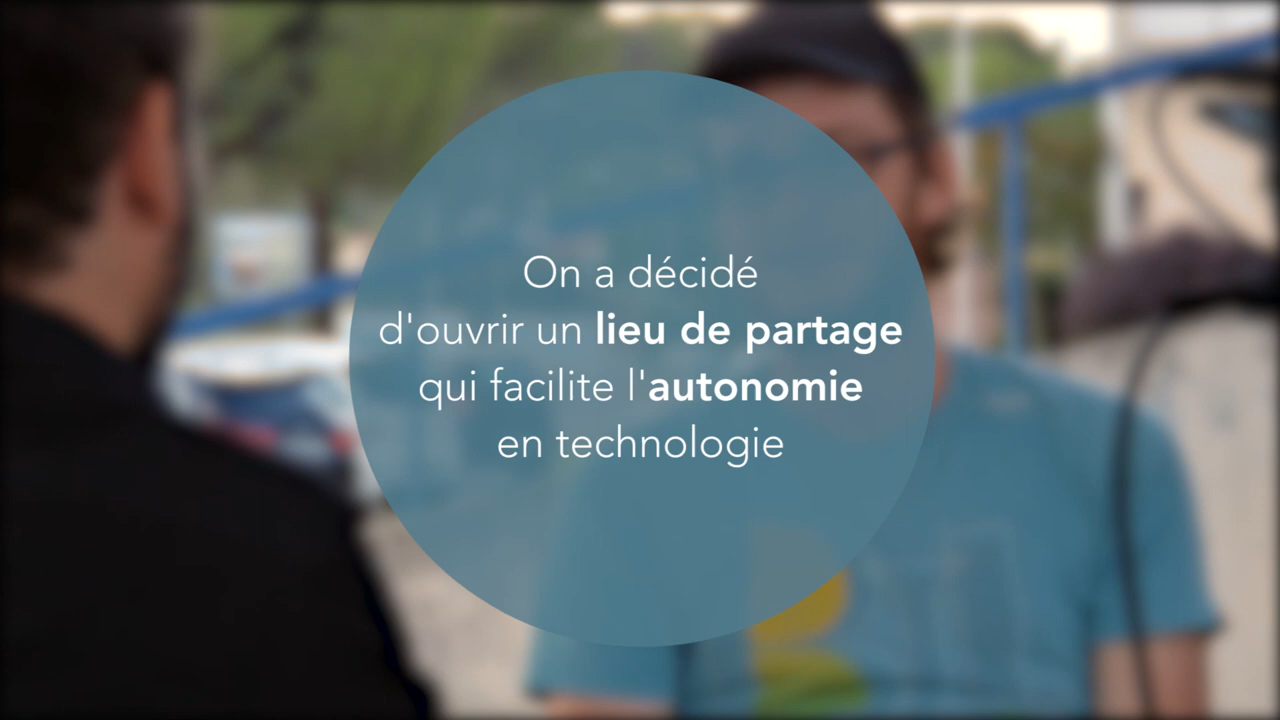 On a décidé
d'ouvrir un lieu de partage
qui facilite l'autonomie
en technologie